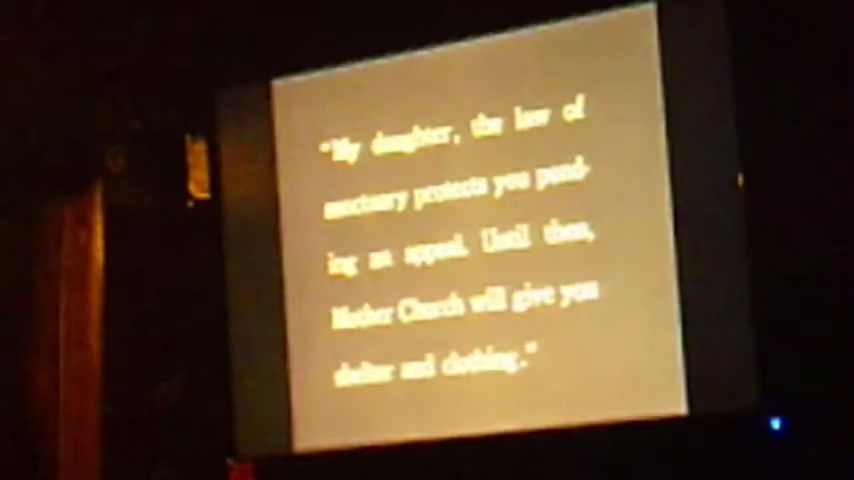 "My daughter, the law of
sanctuary protects you pend-
ing an appeal. Until then,
Mother Church will give you
shelter and clothing."